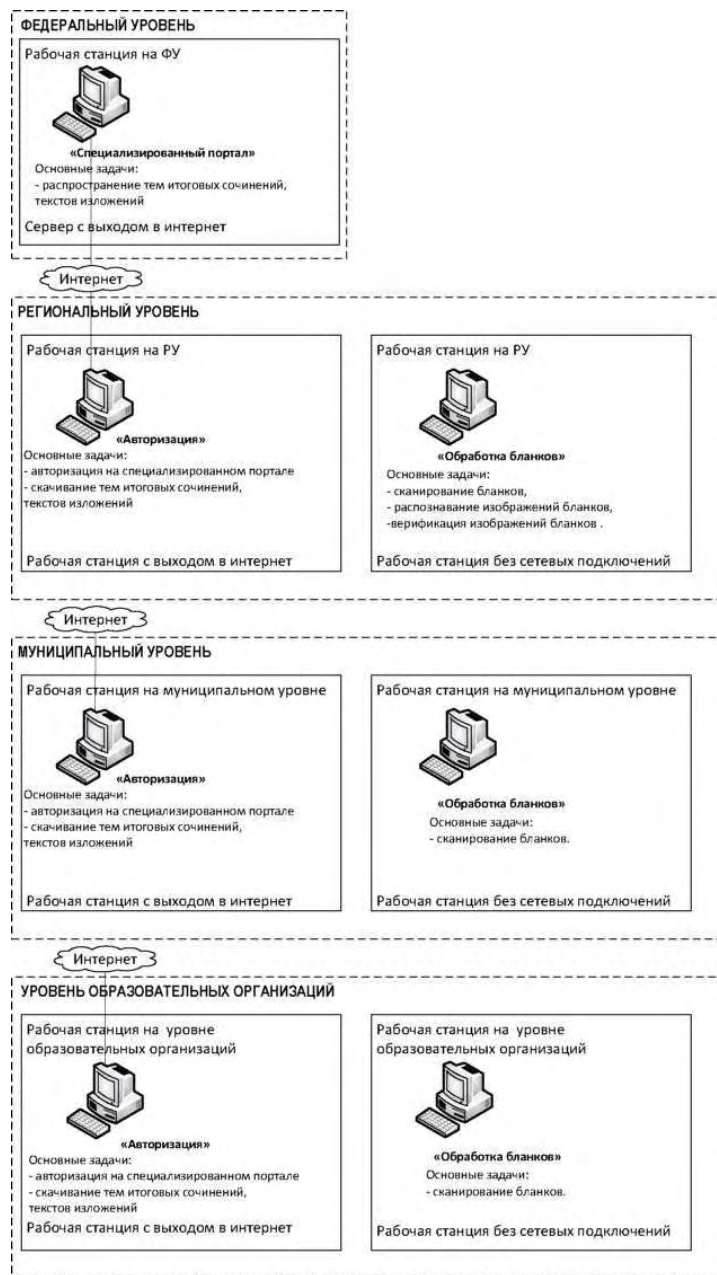 ФЕДЕРАЛЬНЫЙ УРОВЕНЬ
Рабочая станция на ФУ
«Специализированный портал»
Основные задачи:
- распространение тем итоговых сочинений,
текстов изложений
Сервер с выходом в интернет
Интернет
РЕГИОНАЛЬНЫЙ УРОВЕНЬ
Рабочая станция на РУ
«Авторизация»
Основные задачи:
- авторизация на специализированном портале
- скачивание тем итоговых сочинений,
текстов изложений
Рабочая станция с выходом в интернет
Рабочая станция на РУ
«Обработка бланков»
Основные задачи:
- сканирование бланков,
- распознавание изображений бланков,
-верификация изображений бланков .
Рабочая станция без сетевых подключений
Интернет
МУНИЦИПАЛЬНЫЙ УРОВЕНЬ
Рабочая станция на муниципальном уровне
«Авторизация»
Основные задачи:
- авторизация на специализированном портале
- скачивание тем итоговых сочинений,
текстов изложений
Рабочая станция с выходом в интернет
Рабочая станция на муниципальном уровне
«Обработка бланков»
Основные задачи:
- сканирование бланков.
Рабочая станция без сетевых подключений
Интернет
УРОВЕНЬ ОБРАЗОВАТЕЛЬНЫХ ОРГАНИЗАЦИЙ
Рабочая станция на уровне
образовательных организаций
«Авторизация»
Основные задачи:
- авторизация на специализированном портале
- скачивание тем итоговых сочинений,
текстов изложений
Рабочая станция с выходом в интернет
Рабочая станция на уровне
образовательных организаций
«Обработка бланков»
Основные задачи:
- сканирование бланков.
Рабочая станция без сетевых подключений